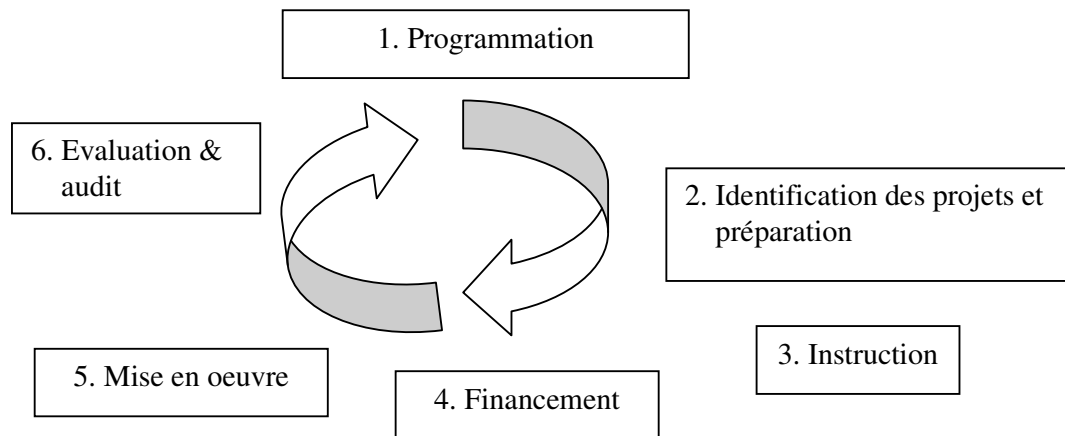 1. Programmation
2. Identification des projets et
préparation
3. Instruction
4. Financement
5. Mise en oeuvre
6. Evaluation &
audit